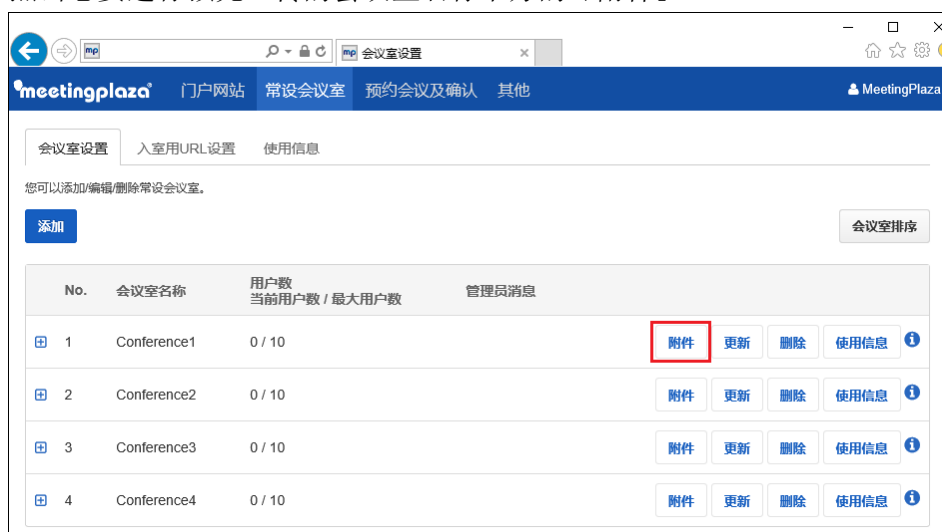 mp
mp 会议室设置
meetingplaza 门户网站 常设会议室 预约会议及确认 其他 MeetingPlaza
会议室设置 入室用URL设置 使用信息
您可以添加/编辑/删除常设会议室。
添加 会议室排序
No. 会议室名称 用户数 管理员消息
当前用户数 / 最大用户数
1 Conference1 0 / 10 附件 更新 删除 使用信息
2 Conference2 0 / 10 附件 更新 删除 使用信息
3 Conference3 0 / 10 附件 更新 删除 使用信息
4 Conference4 0 / 10 附件 更新 删除 使用信息